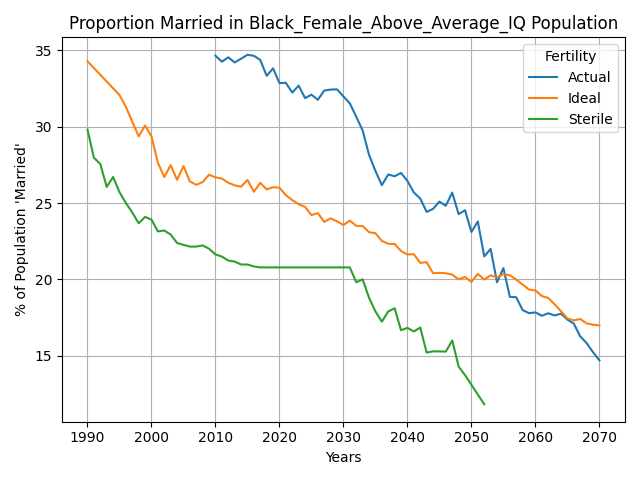 Proportion Married in Black_Female_Above_Average_IQ Population
% of Population 'Married'
35
30
25
20
15
Fertility
Actual
Ideal
Sterile
1990 2000 2010 2020 2030 2040 2050 2060 2070
Years